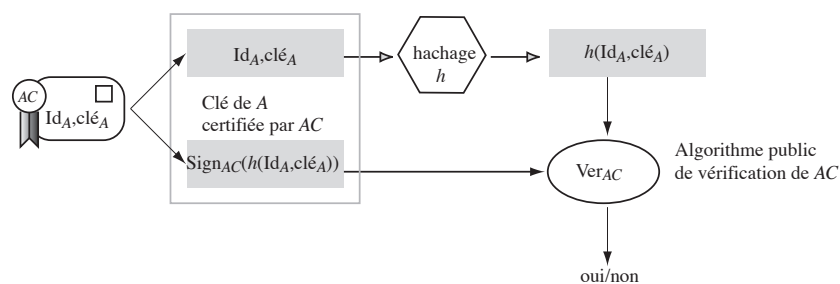 AC
Id_A,clé_A
Id_A,clé_A
Clé de A
certifiée par AC
Sign_AC(h(Id_A,clé_A))
hachage
h
h(Id_A,clé_A)
Ver_AC
Algorithme public
de vérification de AC
oui/non